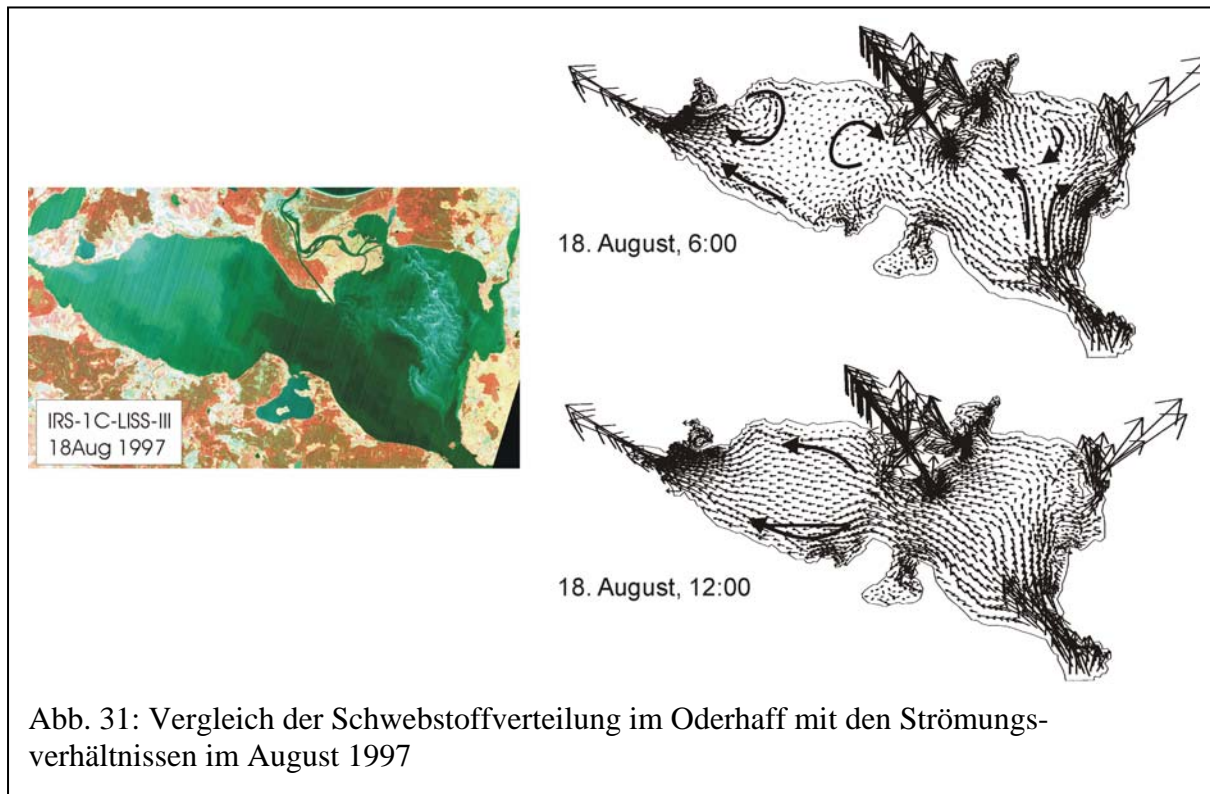 IRS-1C-LISS-III
18Aug 1997
18. August, 6:00
18. August, 12:00
Abb. 31: Vergleich der Schwebstoffverteilung im Oderhaff mit den Strömungs-
verhältnissen im August 1997